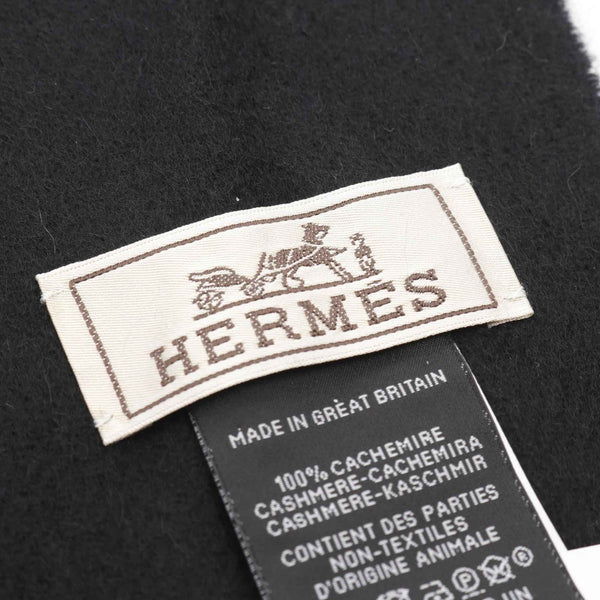 HERMÈS
MADE IN GREAT BRITAIN
100% CACHEMIRE
CASHMERE-CACHEMIRA
CASHMERE-KASCHMIR
CONTIENT DES PARTIES
NON-TEXTILES
D'ORIGINE ANIMALE